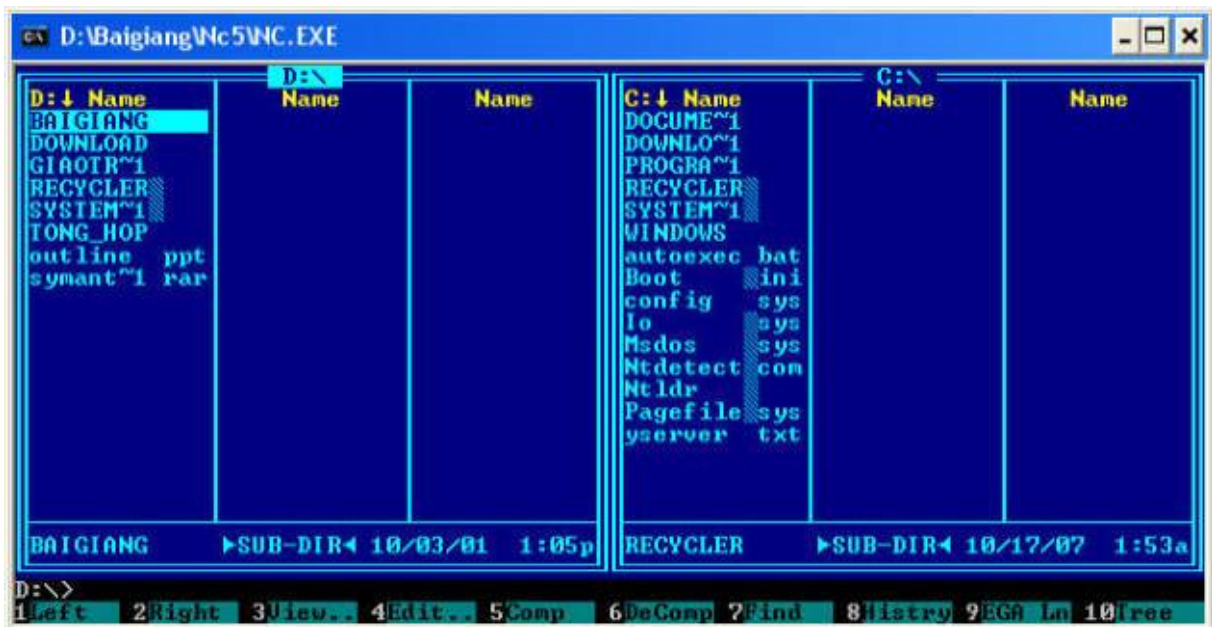 D:\Baigiang\Nc5\NC.EXE
D:\
D:↓ Name Name Name
BAIGIANG
DOWNLOAD
GIAOTR~1
RECYCLER░
SYSTEM~1░
TONG_HOP
outline ppt
symant~1 rar
BAIGIANG ►SUB-DIR◄ 10/03/01 1:05p
C:\
C:↓ Name Name Name
DOCUME~1
DOWNLO~1
PROGRA~1
RECYCLER░
SYSTEM~1░
WINDOWS
autoexec bat
Boot ░ini
config sys
Io ░sys
Msdos ░sys
Ntdetect░com
Ntldr ░
Pagefile░sys
yserver txt
RECYCLER ►SUB-DIR◄ 10/17/07 1:53a
D:\>
1Left 2Right 3View.. 4Edit.. 5Comp 6DeComp 7Find 8Histry 9EGA Ln 10Tree